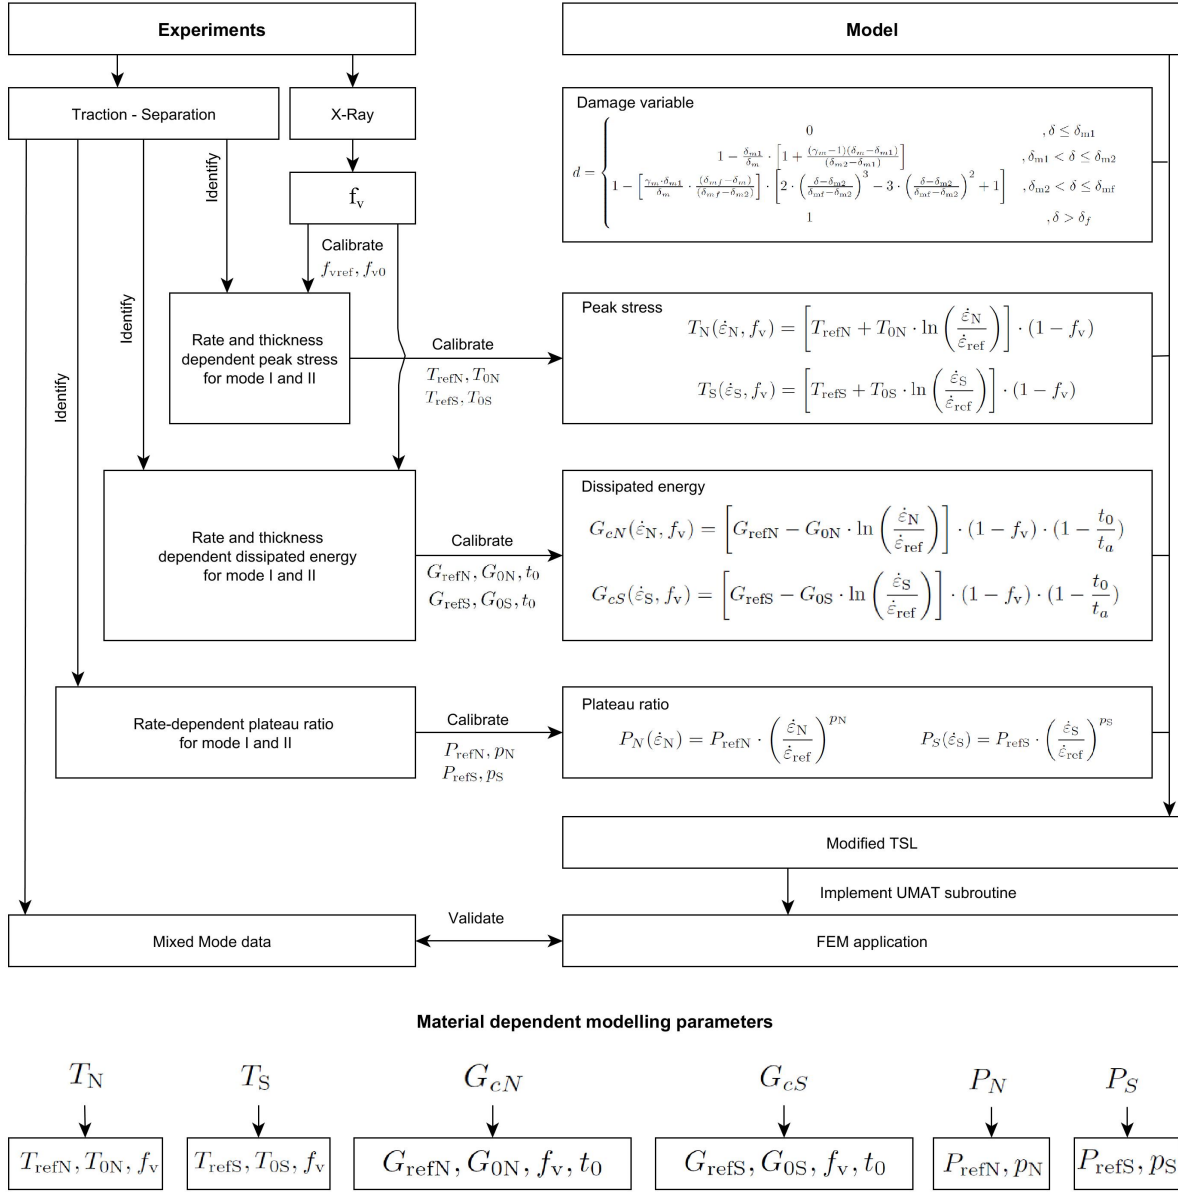 Experiments
Model
Traction - Separation
X-Ray
f_v
Identify
Identify
Identify
Calibrate
f_vref, f_v0
Damage variable
d = { 0 , δ ≤ δ_m1
1 − δ_m1/δ_m · [1 + (γ_m−1)(δ_m−δ_m1)/(δ_m2−δ_m1)] , δ_m1 < δ ≤ δ_m2
1 − [γ_m·δ_m1/δ_m · (δ_mf−δ_m)/(δ_mf−δ_m2)] · [2 · ((δ−δ_m2)/(δ_mf−δ_m2))^3 − 3 · ((δ−δ_m2)/(δ_mf−δ_m2))^2 + 1] , δ_m2 < δ ≤ δ_mf
1 , δ > δ_f
Rate and thickness
dependent peak stress
for mode I and II
Calibrate
T_refN, T_0N
T_refS, T_0S
Peak stress
T_N(ε̇_N, f_v) = [T_refN + T_0N · ln(ε̇_N/ε̇_ref)] · (1 − f_v)
T_S(ε̇_S, f_v) = [T_refS + T_0S · ln(ε̇_S/ε̇_ref)] · (1 − f_v)
Rate and thickness
dependent dissipated energy
for mode I and II
Calibrate
G_refN, G_0N, t_0
G_refS, G_0S, t_0
Dissipated energy
G_cN(ε̇_N, f_v) = [G_refN − G_0N · ln(ε̇_N/ε̇_ref)] · (1 − f_v) · (1 − t_0/t_a)
G_cS(ε̇_S, f_v) = [G_refS − G_0S · ln(ε̇_S/ε̇_ref)] · (1 − f_v) · (1 − t_0/t_a)
Rate-dependent plateau ratio
for mode I and II
Calibrate
P_refN, p_N
P_refS, p_S
Plateau ratio
P_N(ε̇_N) = P_refN · (ε̇_N/ε̇_ref)^p_N
P_S(ε̇_S) = P_refS · (ε̇_S/ε̇_ref)^p_S
Modified TSL
Implement UMAT subroutine
Mixed Mode data
Validate
FEM application
Material dependent modelling parameters
T_N
T_S
G_cN
G_cS
P_N
P_S
T_refN, T_0N, f_v
T_refS, T_0S, f_v
G_refN, G_0N, f_v, t_0
G_refS, G_0S, f_v, t_0
P_refN, p_N
P_refS, p_S